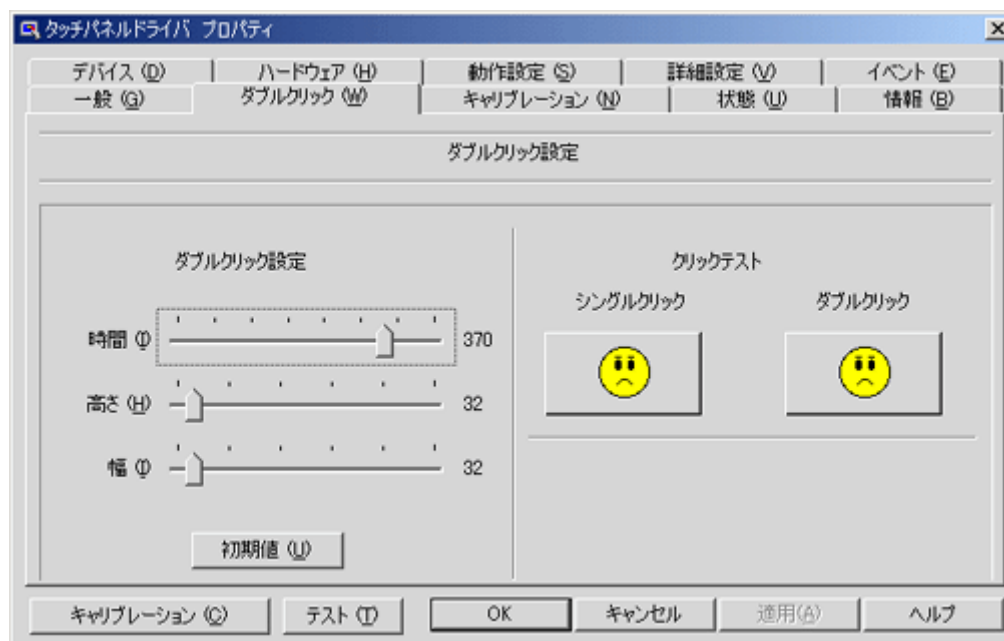 タッチパネルドライバ プロパティ
デバイス (D) ハードウェア (H) 動作設定 (S) 詳細設定 (V) イベント (E)
一般 (G) ダブルクリック (W) キャリブレーション (N) 状態 (U) 情報 (B)
ダブルクリック設定
ダブルクリック設定
時間 (I) 370
高さ (H) 32
幅 (I) 32
初期値 (U)
クリックテスト
シングルクリック ダブルクリック
キャリブレーション (C) テスト (T) OK キャンセル 適用(A) ヘルプ